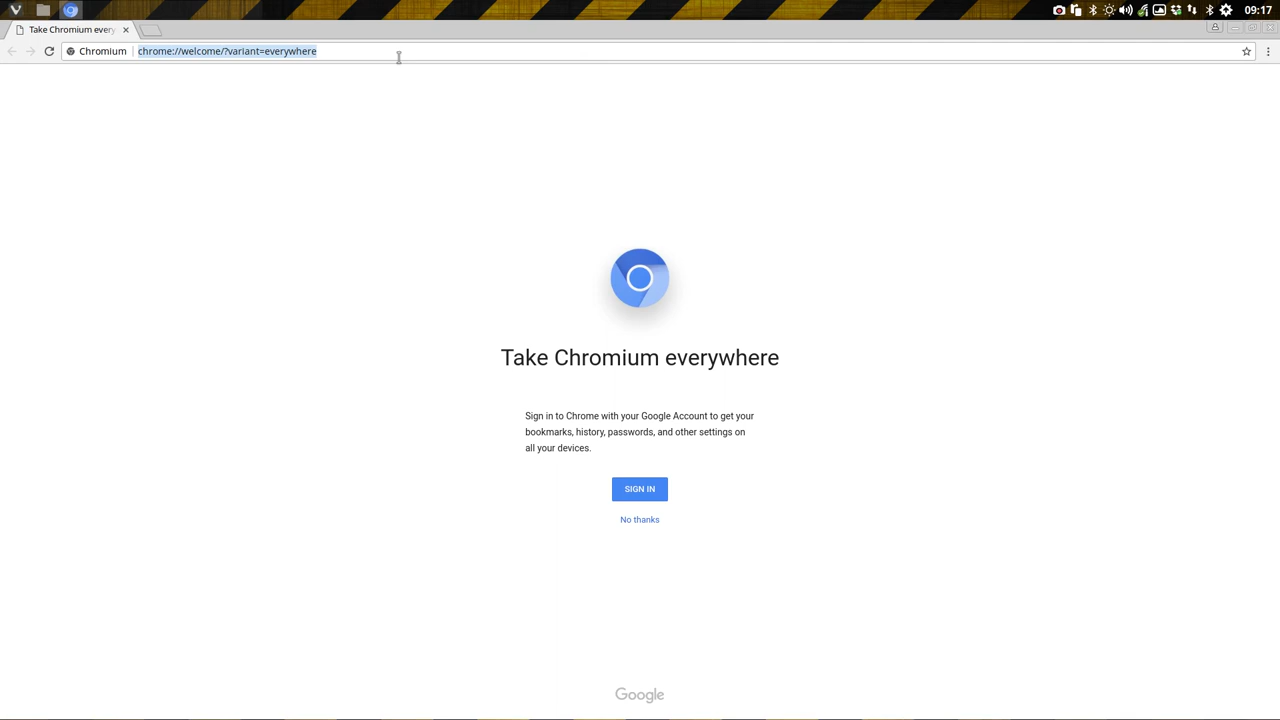 09:17
Take Chromium every
Chromium
chrome://welcome/?variant=everywhere
Take Chromium everywhere
Sign in to Chrome with your Google Account to get your
bookmarks, history, passwords, and other settings on
all your devices.
SIGN IN
No thanks
Google